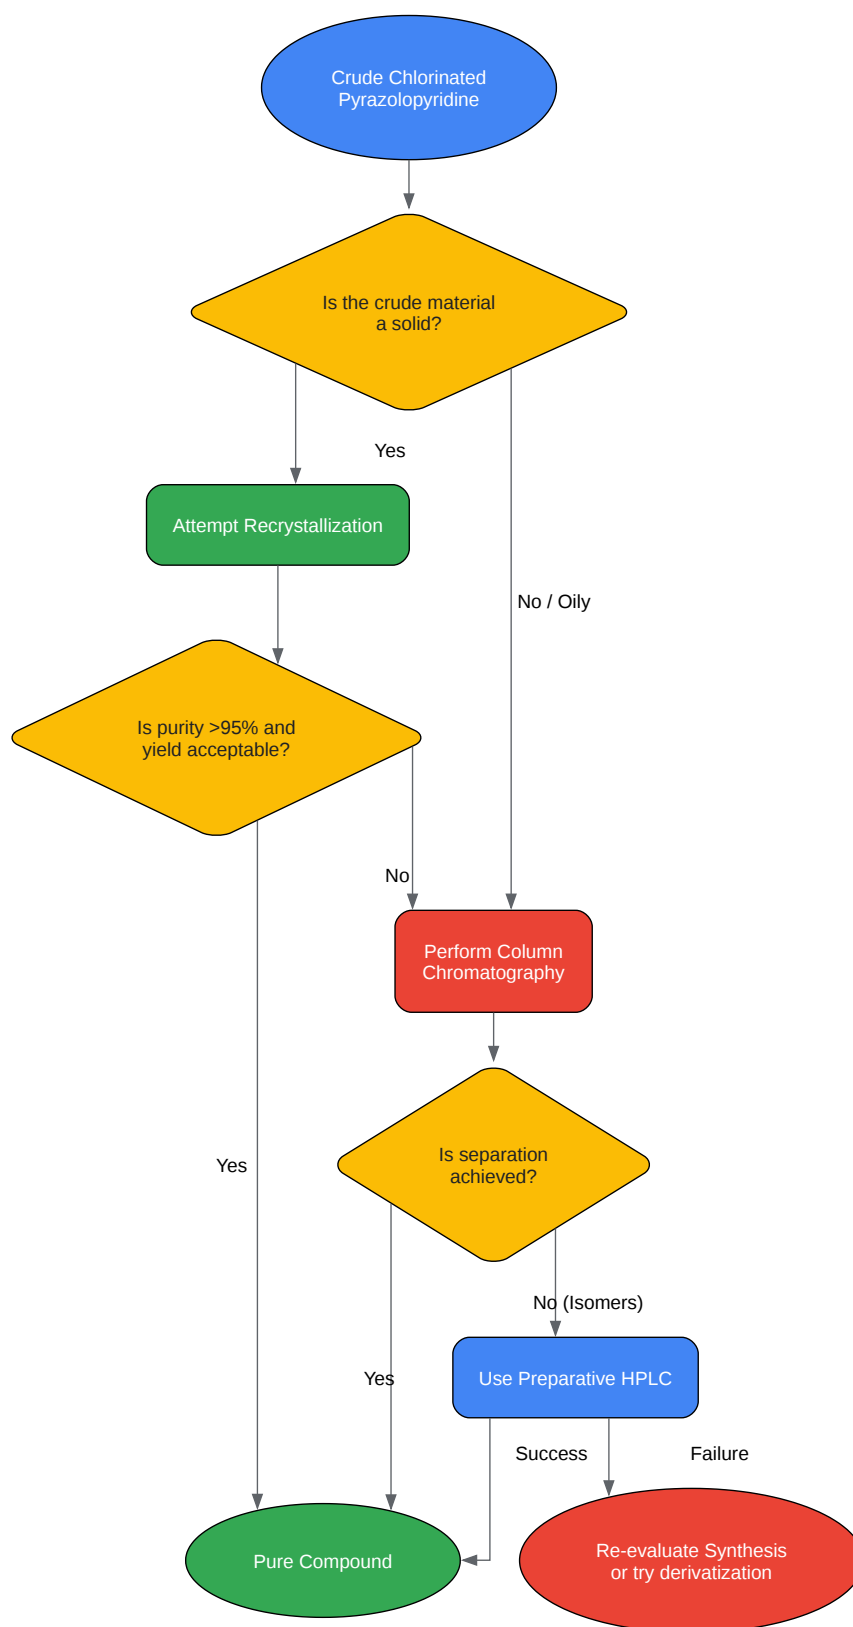 Crude Chlorinated
Pyrazolopyridine
Is the crude material
a solid?
Yes
Attempt Recrystallization
No / Oily
Is purity >95% and
yield acceptable?
No
Perform Column
Chromatography
Is separation
achieved?
Yes
No (Isomers)
Use Preparative HPLC
Yes
Success
Failure
Pure Compound
Re-evaluate Synthesis
or try derivatization